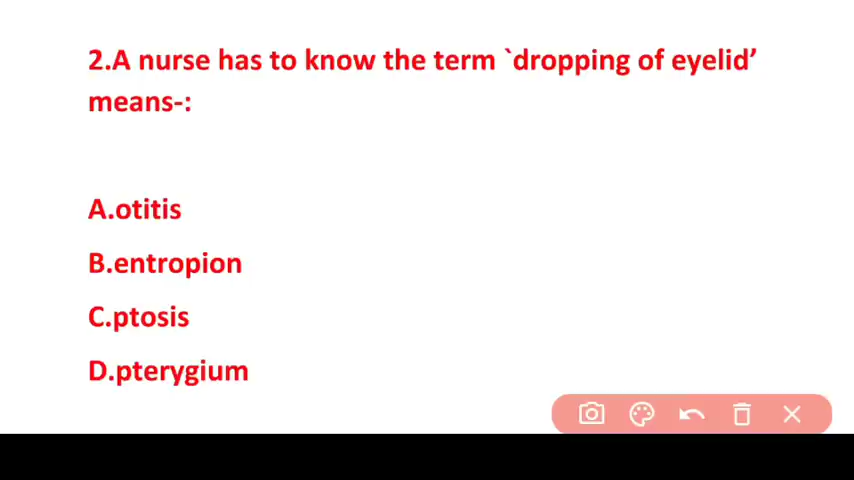 2.A nurse has to know the term `dropping of eyelid’
means-:
A.otitis
B.entropion
C.ptosis
D.pterygium